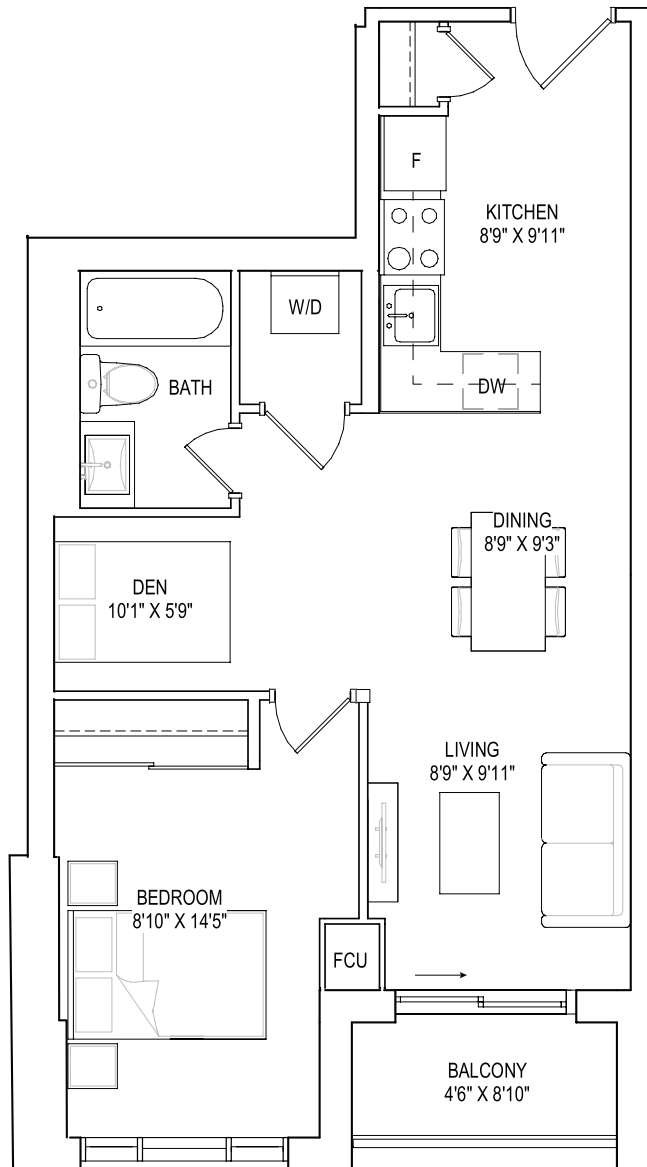 F
KITCHEN
8'9" X 9'11"
W/D
BATH
DW
DINING
8'9" X 9'3"
DEN
10'1" X 5'9"
LIVING
8'9" X 9'11"
BEDROOM
8'10" X 14'5"
FCU
BALCONY
4'6" X 8'10"